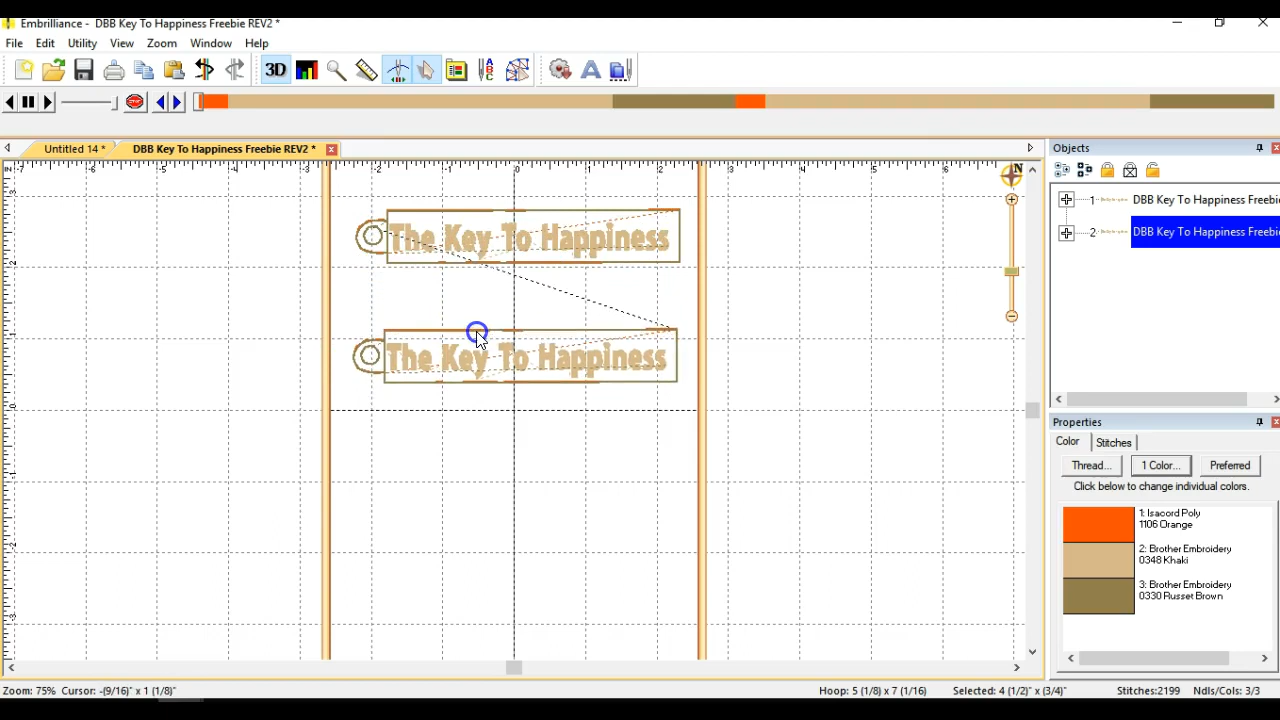 Embrilliance - DBB Key To Happiness Freebie REV2 *
File Edit Utility View Zoom Window Help
3D
Untitled 14 * DBB Key To Happiness Freebie REV2 *
Objects
1 DBB Key To Happiness Freebi
2 DBB Key To Happiness Freebi
N
The Key To Happiness
The Key To Happiness
Properties
Color Stitches
Thread... 1 Color... Preferred
Click below to change individual colors.
1: Isacord Poly
1106 Orange
2: Brother Embroidery
0348 Khaki
3: Brother Embroidery
0330 Russet Brown
Zoom: 75% Cursor: -(9/16)" x 1 (1/8)" Hoop: 5 (1/8) x 7 (1/16) Selected: 4 (1/2)" x (3/4)" Stitches:2199 Ndls/Cols: 3/3